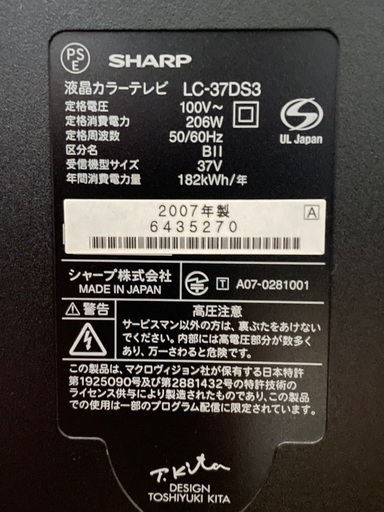 PS
E
SHARP
液晶カラーテレビ LC-37DS3
定格電圧 100V～
定格消費電力 206W
定格周波数 50/60Hz
区分名 BII
受信機型サイズ 37V
年間消費電力量 182kWh/年
S
UL Japan
2007年製 A
6435270
シャープ株式会社
MADE IN JAPAN
T A07-0281001
警告 高圧注意
サービスマン以外の方は、裏ぶたをあけない
でください。内部には高電圧部分が数多く
あり、万一さわると危険です。
この製品は、マクロヴィジョン社が保有する日本特許
第1925090号及び第2881432号の特許技術の
ライセンス供与により製造されました。この製品
での使用は一部のプログラム配信に限定されます。
T. Kita
DESIGN
TOSHIYUKI KITA